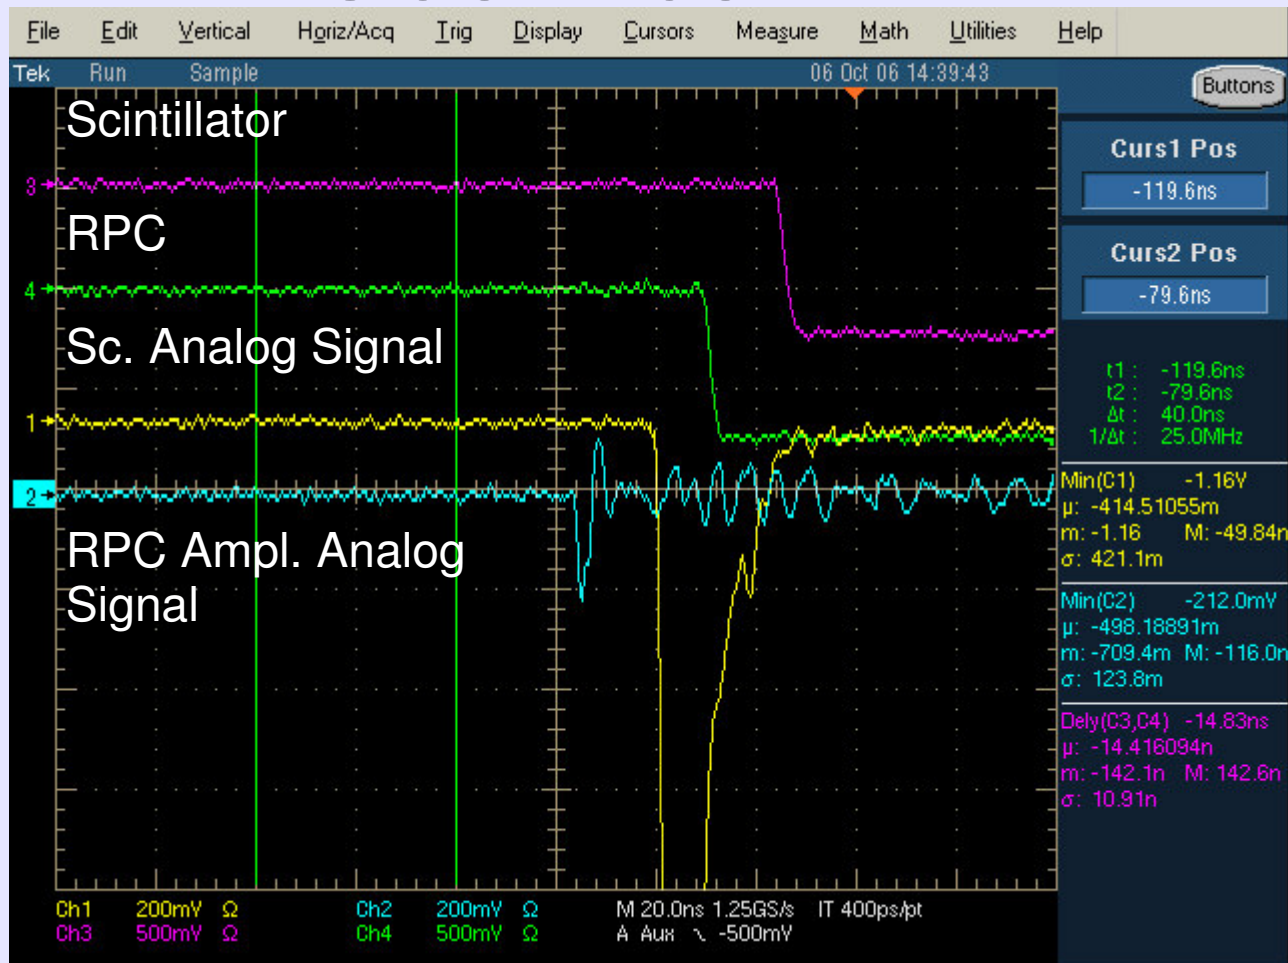 File Edit Vertical Horiz/Acq Trig Display Cursors Measure Math Utilities Help
Tek Run Sample 06 Oct 06 14:39:43
Buttons
Scintillator
Curs1 Pos
3
-119.6ns
RPC
Curs2 Pos
4
-79.6ns
Sc. Analog Signal
t1 : -119.6ns
t2 : -79.6ns
Δt : 40.0ns
1/Δt : 25.0MHz
1
Min(C1) -1.16V
μ: -414.51055m
m: -1.16 M: -49.84n
σ: 421.1m
2
RPC Ampl. Analog
Signal
Min(C2) -212.0mV
μ: -498.18891m
m: -709.4m M: -116.0n
σ: 123.8m
Dely(C3,C4) -14.83ns
μ: -14.416094n
m: -142.1n M: 142.6n
σ: 10.91n
Ch1 200mV Ω Ch2 200mV Ω M 20.0ns 1.25GS/s IT 400ps/pt
Ch3 500mV Ω Ch4 500mV Ω A Aux \ -500mV